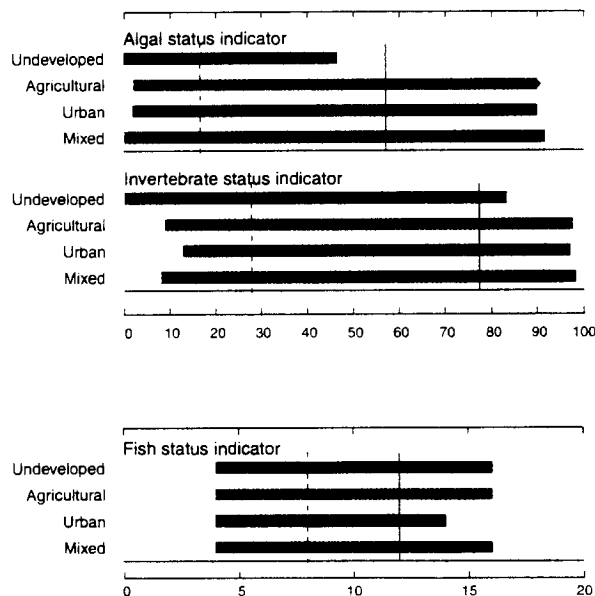 Algal status indicator
Undeveloped
Agricultural
Urban
Mixed
Invertebrate status indicator
Undeveloped
Agricultural
Urban
Mixed
0 10 20 30 40 50 60 70 80 90 100
Fish status indicator
Undeveloped
Agricultural
Urban
Mixed
0 5 10 15 20